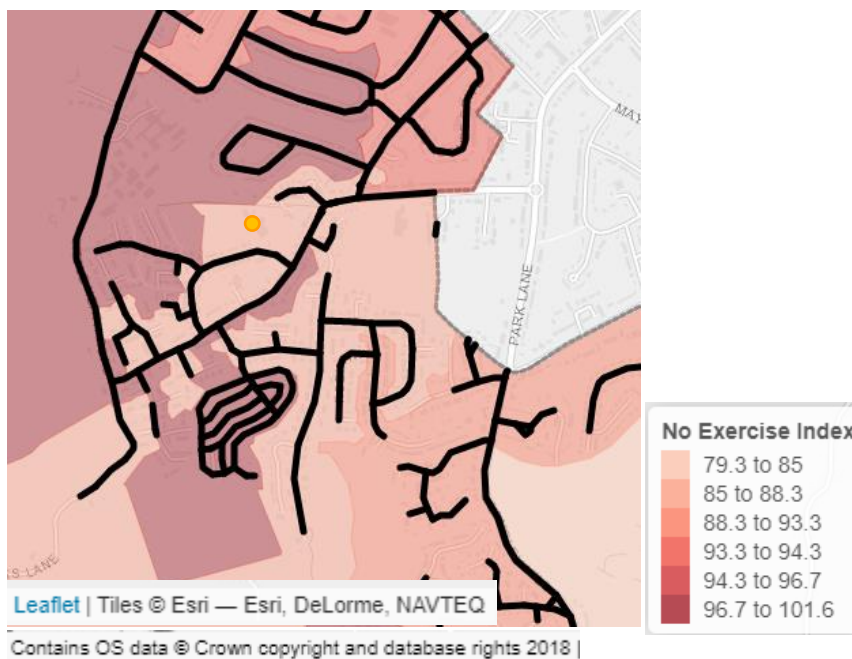 MAY
PARK LANE
S LANE
No Exercise Index
79.3 to 85
85 to 88.3
88.3 to 93.3
93.3 to 94.3
94.3 to 96.7
96.7 to 101.6
Leaflet | Tiles © Esri — Esri, DeLorme, NAVTEQ
Contains OS data © Crown copyright and database rights 2018 |